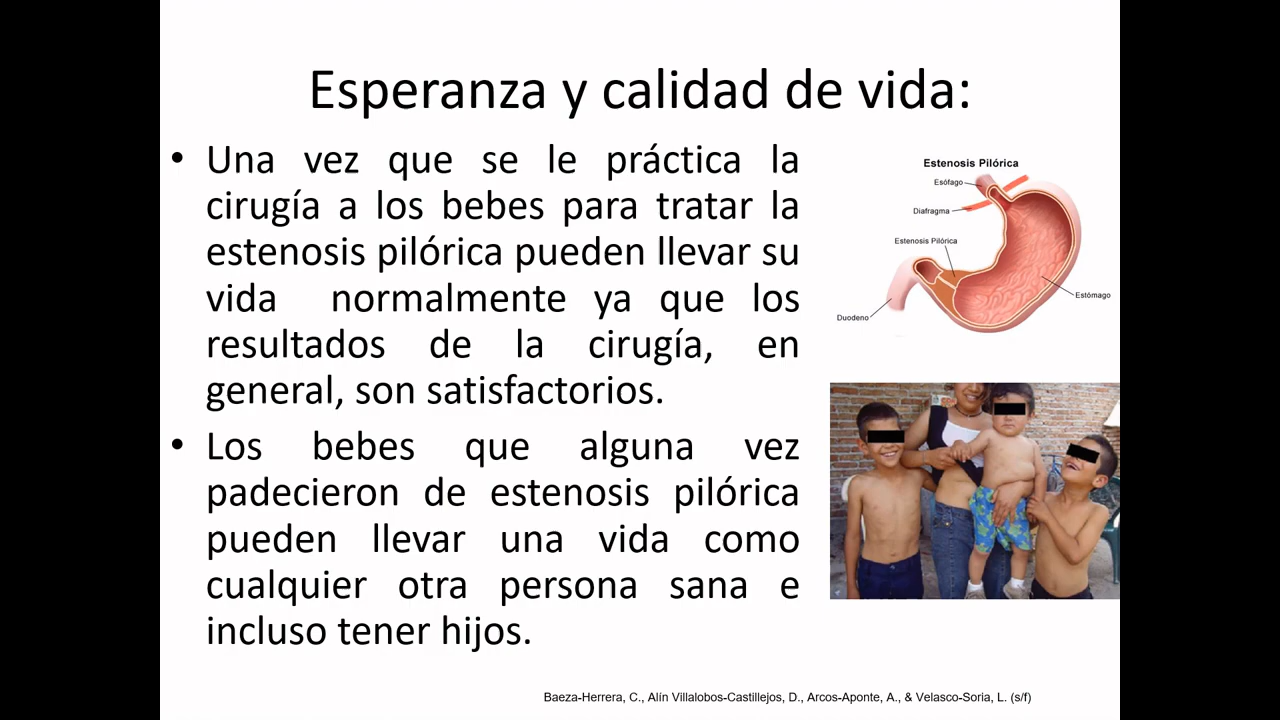 Esperanza y calidad de vida:
• Una vez que se le práctica la
cirugía a los bebes para tratar la
estenosis pilórica pueden llevar su
vida normalmente ya que los
resultados de la cirugía, en
general, son satisfactorios.
• Los bebes que alguna vez
padecieron de estenosis pilórica
pueden llevar una vida como
cualquier otra persona sana e
incluso tener hijos.
Estenosis Pilórica
Esófago
Diafragma
Estenosis Pilórica
Estómago
Duodeno
Baeza-Herrera, C., Alín Villalobos-Castillejos, D., Arcos-Aponte, A., & Velasco-Soria, L. (s/f)